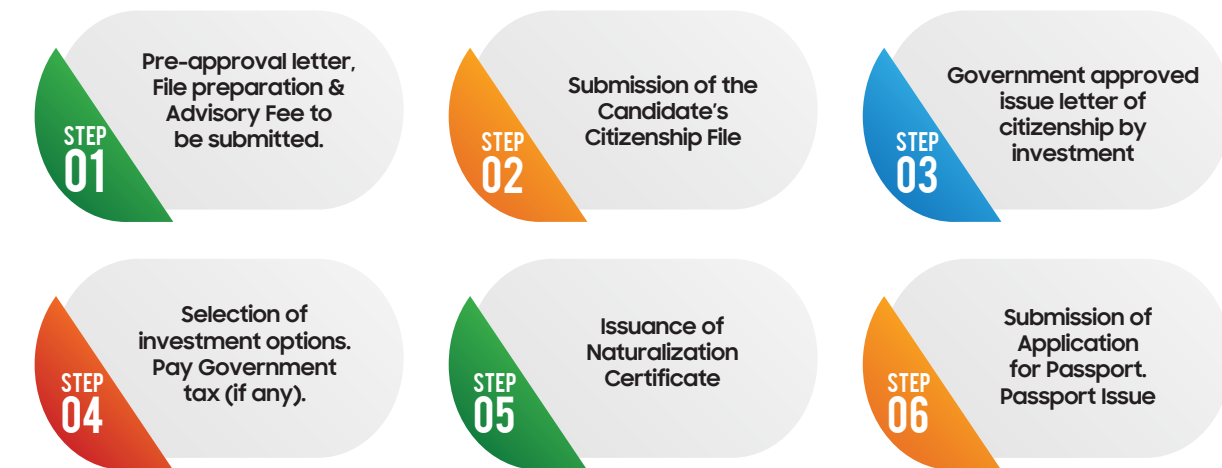 STEP
01
Pre-approval letter,
File preparation &
Advisory Fee to
be submitted.
STEP
02
Submission of the
Candidate's
Citizenship File
STEP
03
Government approved
issue letter of
citizenship by
investment
STEP
04
Selection of
investment options.
Pay Government
tax (if any).
STEP
05
Issuance of
Naturalization
Certificate
STEP
06
Submission of
Application
for Passport.
Passport Issue